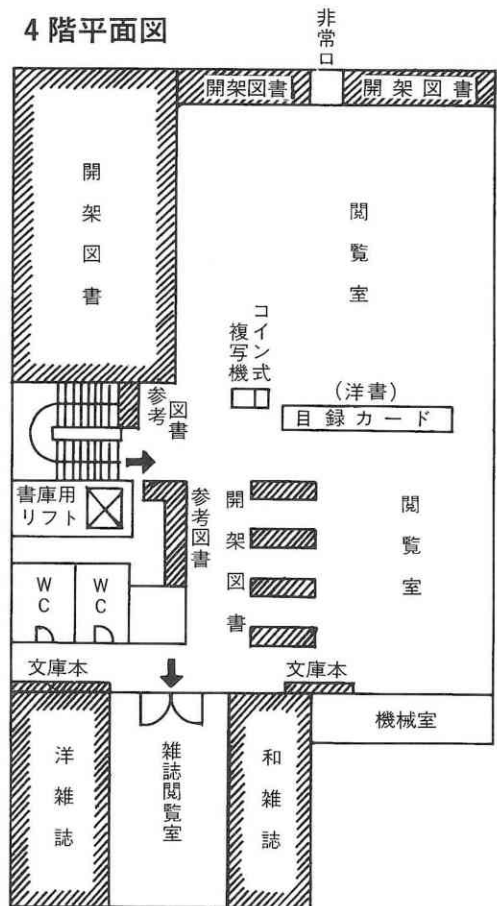 4階平面図
非常口
開架図書
開架図書
開架図書
閲覧室
コイン式
複写機
(洋書)
目録カード
参考
図書
書庫用
リフト
参考図書
開架図書
閲覧室
WC
WC
文庫本
文庫本
機械室
洋雑誌
雑誌閲覧室
和雑誌